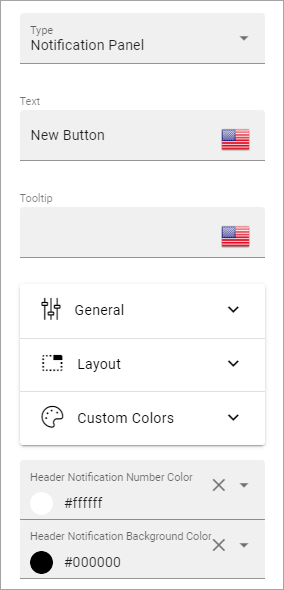 Type
Notification Panel
Text
New Button
Tooltip
General
Layout
Custom Colors
Header Notification Number Color
#ffffff
Header Notification Background Color
#000000